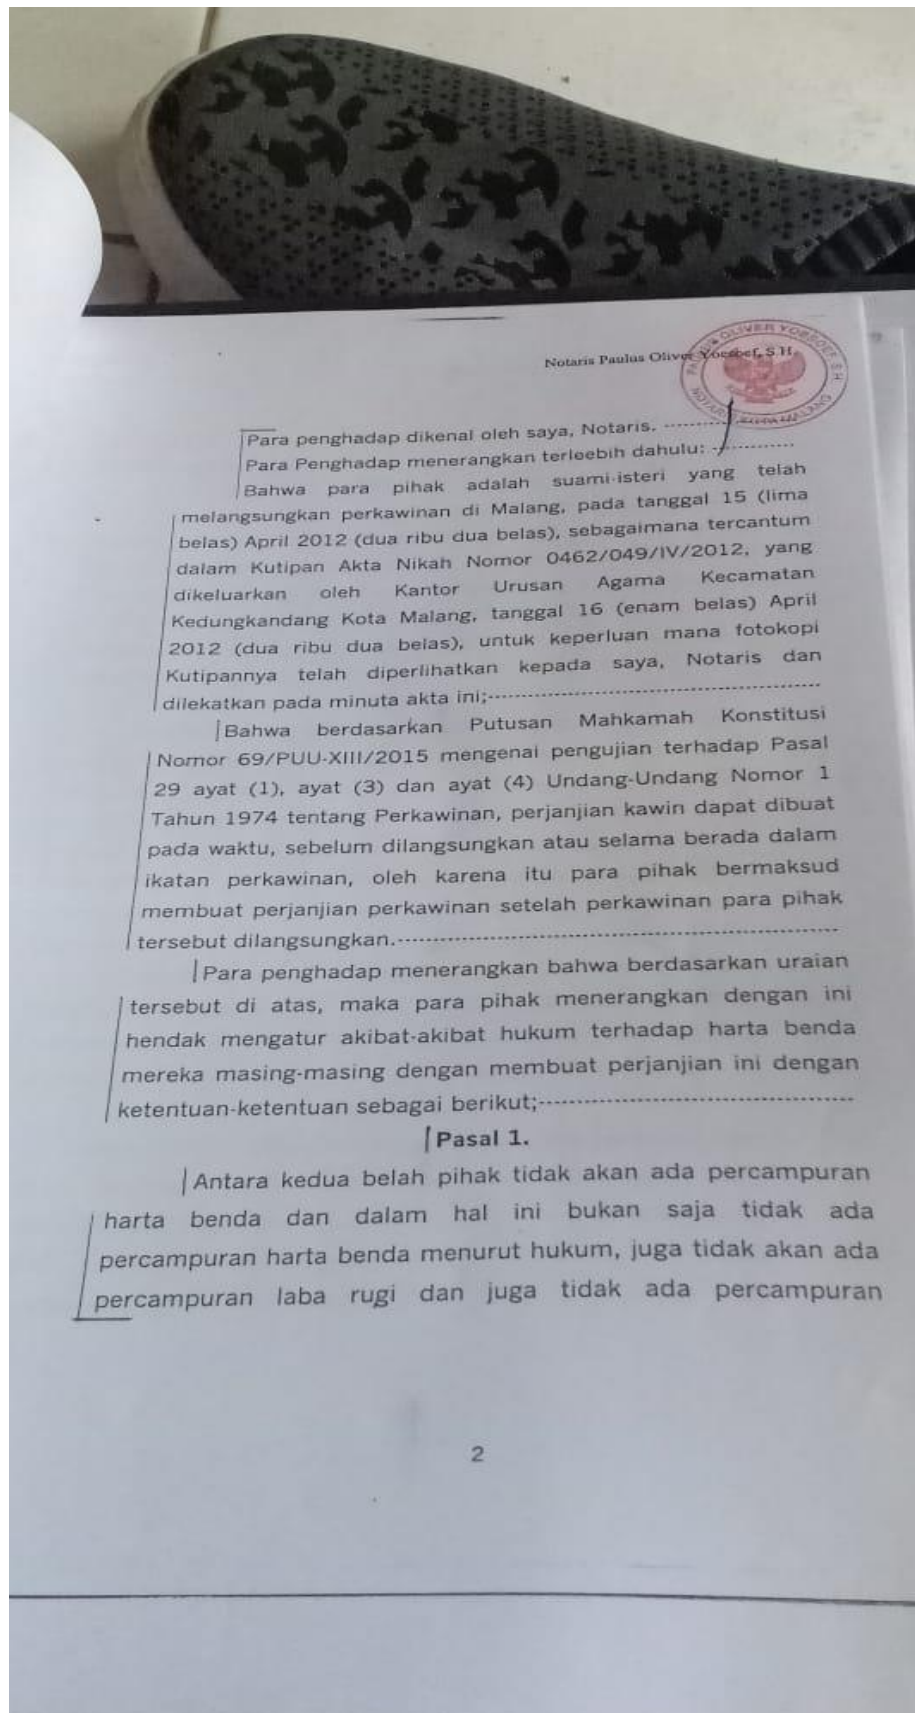 Notaris Paulus Oliver Yoesoef, S.H.
PAULUS OLIVER YOESOEF S.H
NOTARIS KOTA MALANG
Para penghadap dikenal oleh saya, Notaris. ------------
Para Penghadap menerangkan terleebih dahulu: ------------
Bahwa para pihak adalah suami-isteri yang telah
melangsungkan perkawinan di Malang, pada tanggal 15 (lima
belas) April 2012 (dua ribu dua belas), sebagaimana tercantum
dalam Kutipan Akta Nikah Nomor 0462/049/IV/2012, yang
dikeluarkan oleh Kantor Urusan Agama Kecamatan
Kedungkandang Kota Malang, tanggal 16 (enam belas) April
2012 (dua ribu dua belas), untuk keperluan mana fotokopi
Kutipannya telah diperlihatkan kepada saya, Notaris dan
dilekatkan pada minuta akta ini;------------
Bahwa berdasarkan Putusan Mahkamah Konstitusi
Nomor 69/PUU-XIII/2015 mengenai pengujian terhadap Pasal
29 ayat (1), ayat (3) dan ayat (4) Undang-Undang Nomor 1
Tahun 1974 tentang Perkawinan, perjanjian kawin dapat dibuat
pada waktu, sebelum dilangsungkan atau selama berada dalam
ikatan perkawinan, oleh karena itu para pihak bermaksud
membuat perjanjian perkawinan setelah perkawinan para pihak
tersebut dilangsungkan.------------
Para penghadap menerangkan bahwa berdasarkan uraian
tersebut di atas, maka para pihak menerangkan dengan ini
hendak mengatur akibat-akibat hukum terhadap harta benda
mereka masing-masing dengan membuat perjanjian ini dengan
ketentuan-ketentuan sebagai berikut;------------
Pasal 1.
Antara kedua belah pihak tidak akan ada percampuran
harta benda dan dalam hal ini bukan saja tidak ada
percampuran harta benda menurut hukum, juga tidak akan ada
percampuran laba rugi dan juga tidak ada percampuran
2